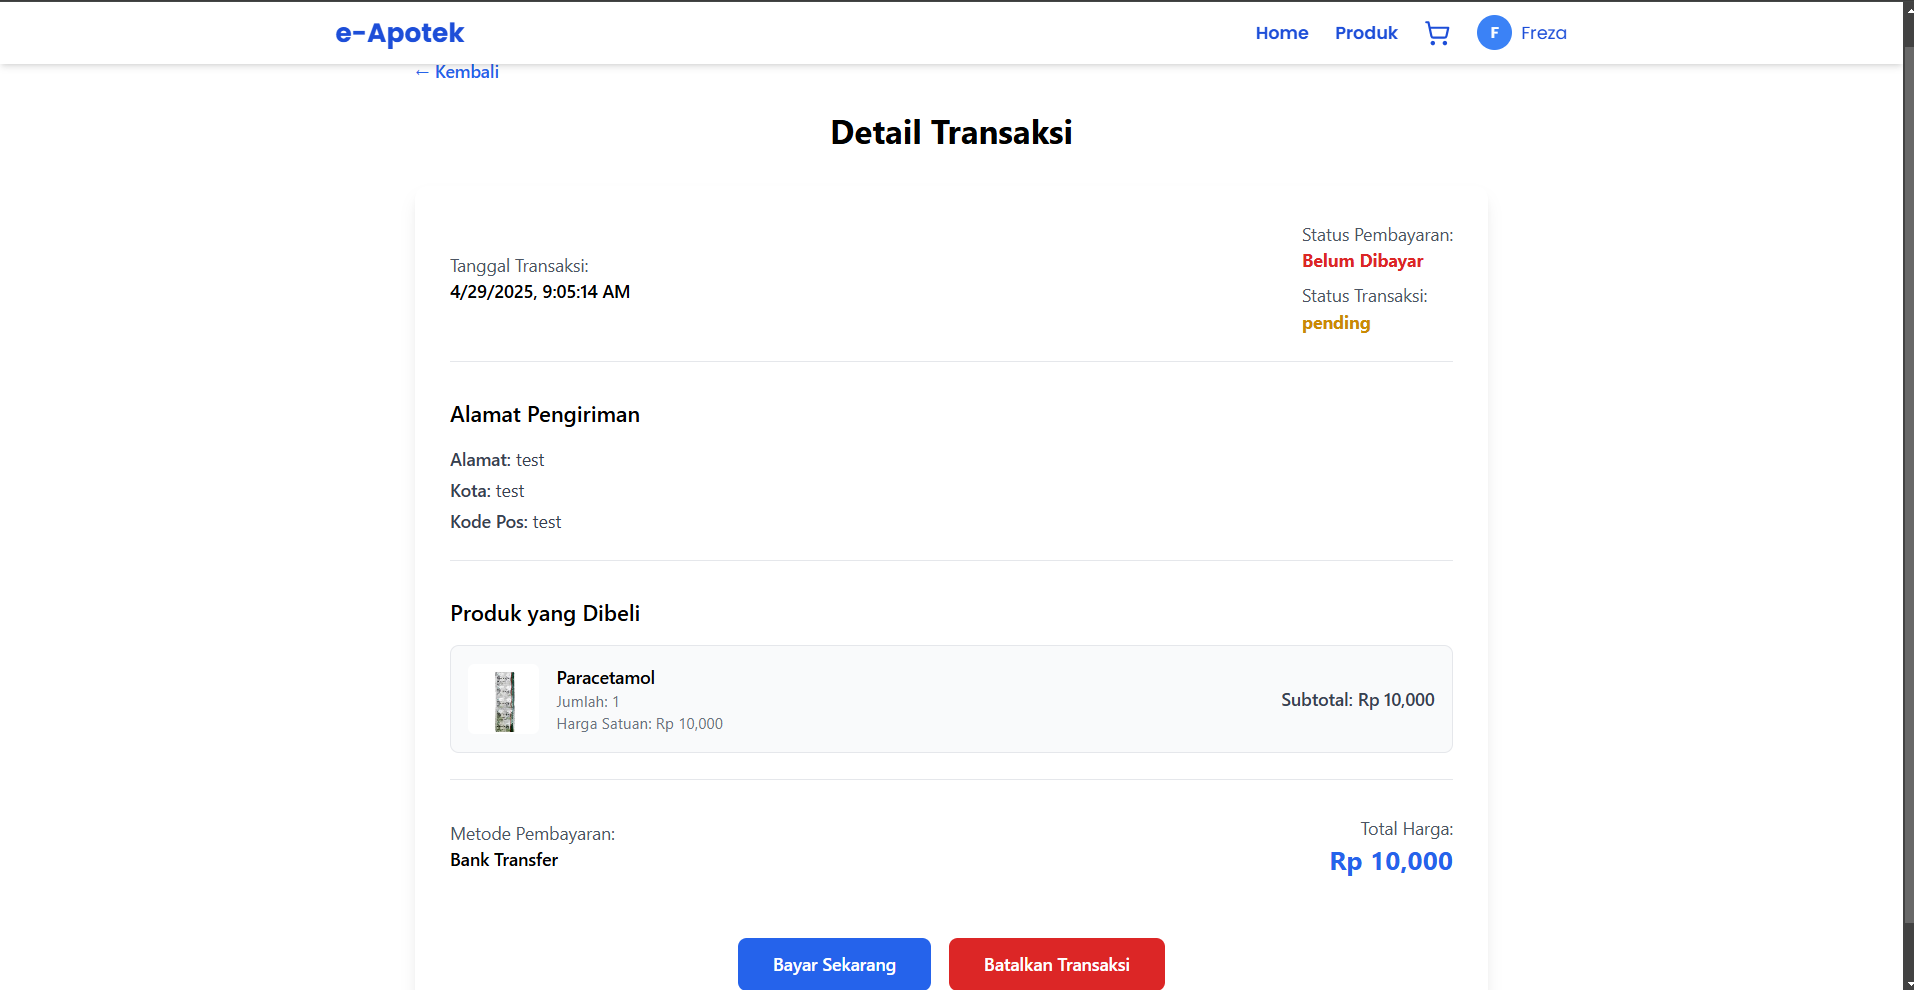 e-Apotek
Home Produk F Freza
← Kembali
Detail Transaksi
Tanggal Transaksi:
4/29/2025, 9:05:14 AM
Status Pembayaran:
Belum Dibayar
Status Transaksi:
pending
Alamat Pengiriman
Alamat: test
Kota: test
Kode Pos: test
Produk yang Dibeli
Paracetamol
Jumlah: 1
Harga Satuan: Rp 10,000
Subtotal: Rp 10,000
Metode Pembayaran:
Bank Transfer
Total Harga:
Rp 10,000
Bayar Sekarang
Batalkan Transaksi